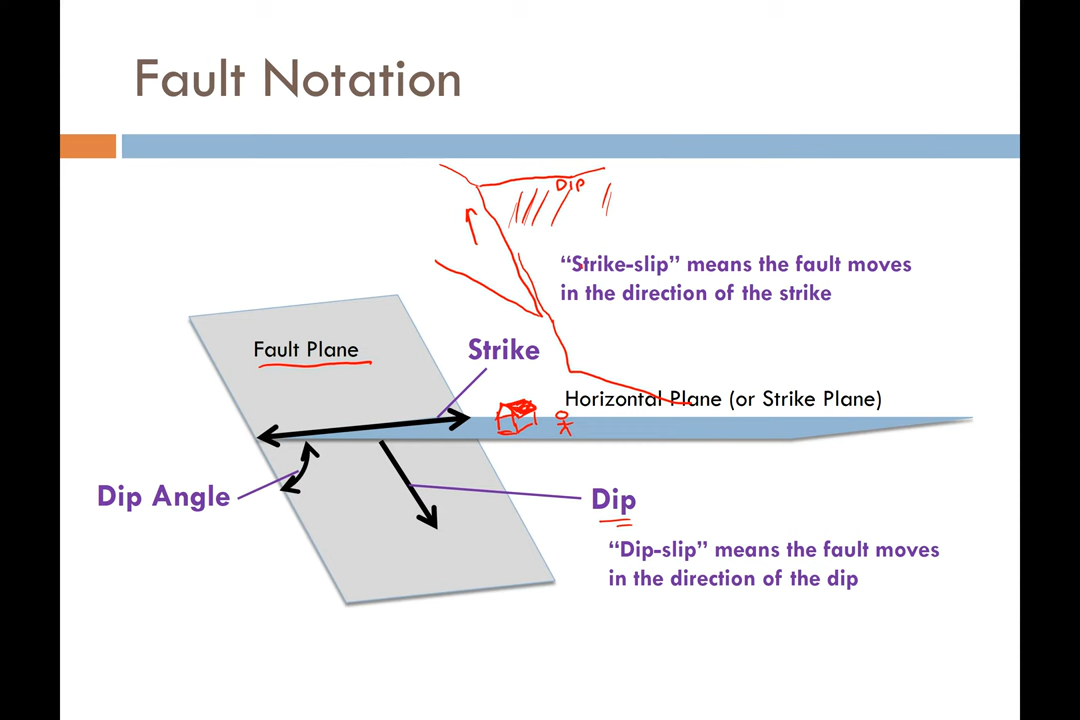 Fault Notation
DIP
“Strike-slip” means the fault moves
in the direction of the strike
Fault Plane
Strike
Horizontal Plane (or Strike Plane)
Dip Angle
Dip
“Dip-slip” means the fault moves
in the direction of the dip